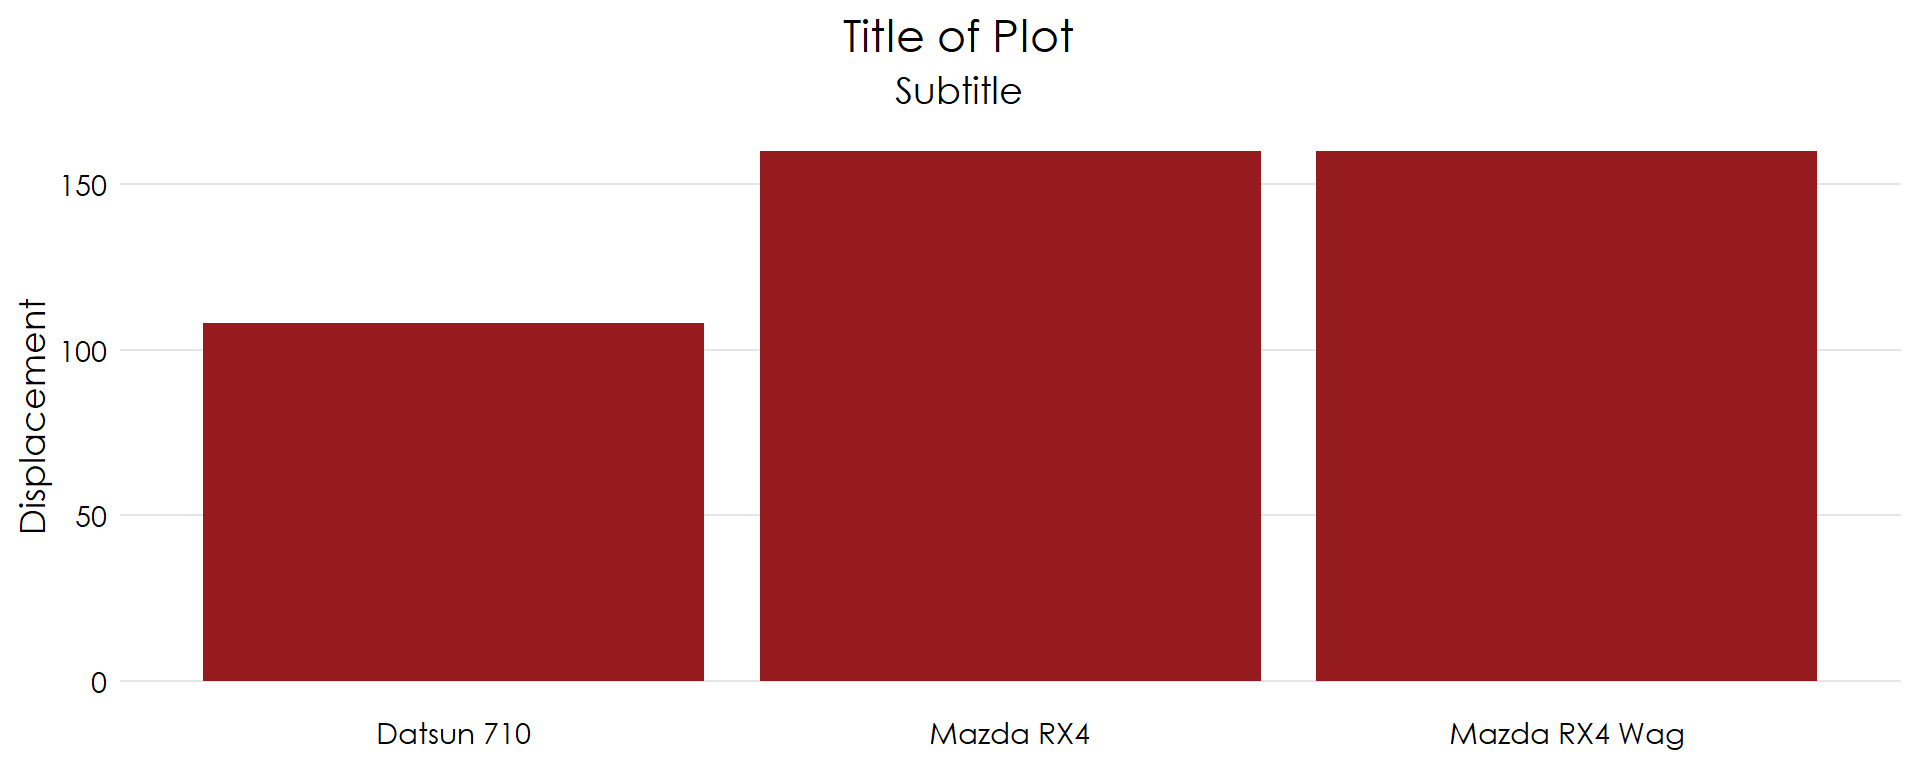 Title of Plot
Subtitle
Displacement
150
100
50
0
Datsun 710
Mazda RX4
Mazda RX4 Wag